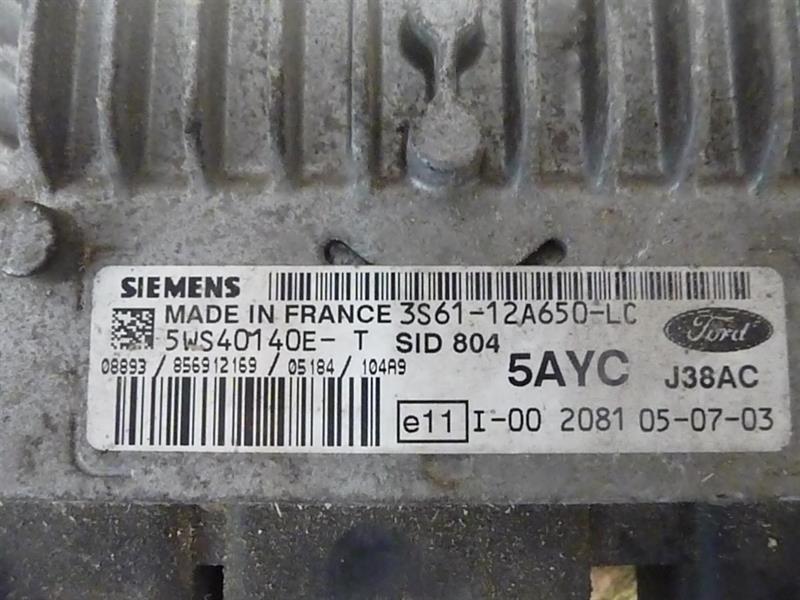 SIEMENS
MADE IN FRANCE 3S61-12A650-LC
5WS40140E- T SID 804
Ford
08893 / 856912169 / 05184 / 104A9
5AYC J38AC
e11 I-00 2081 05-07-03